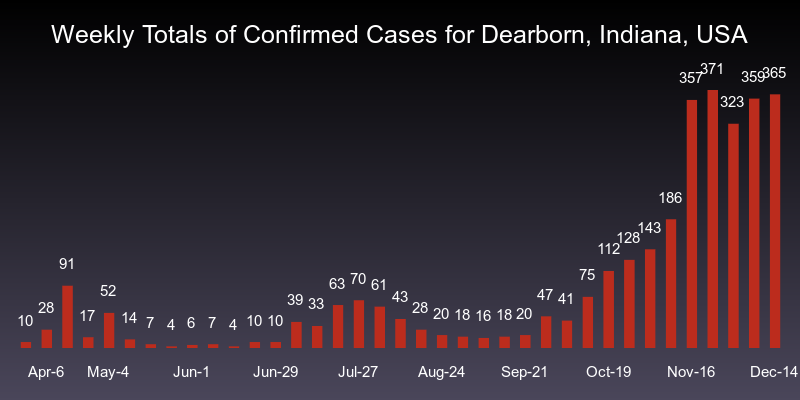 Weekly Totals of Confirmed Cases for Dearborn, Indiana, USA
10 28 91 17 52 14 7 4 6 7 4 10 10 39 33 63 70 61 43 28 20 18 16 18 20 47 41 75 112 128 143 186 357 371 323 359 365
Apr-6 May-4 Jun-1 Jun-29 Jul-27 Aug-24 Sep-21 Oct-19 Nov-16 Dec-14